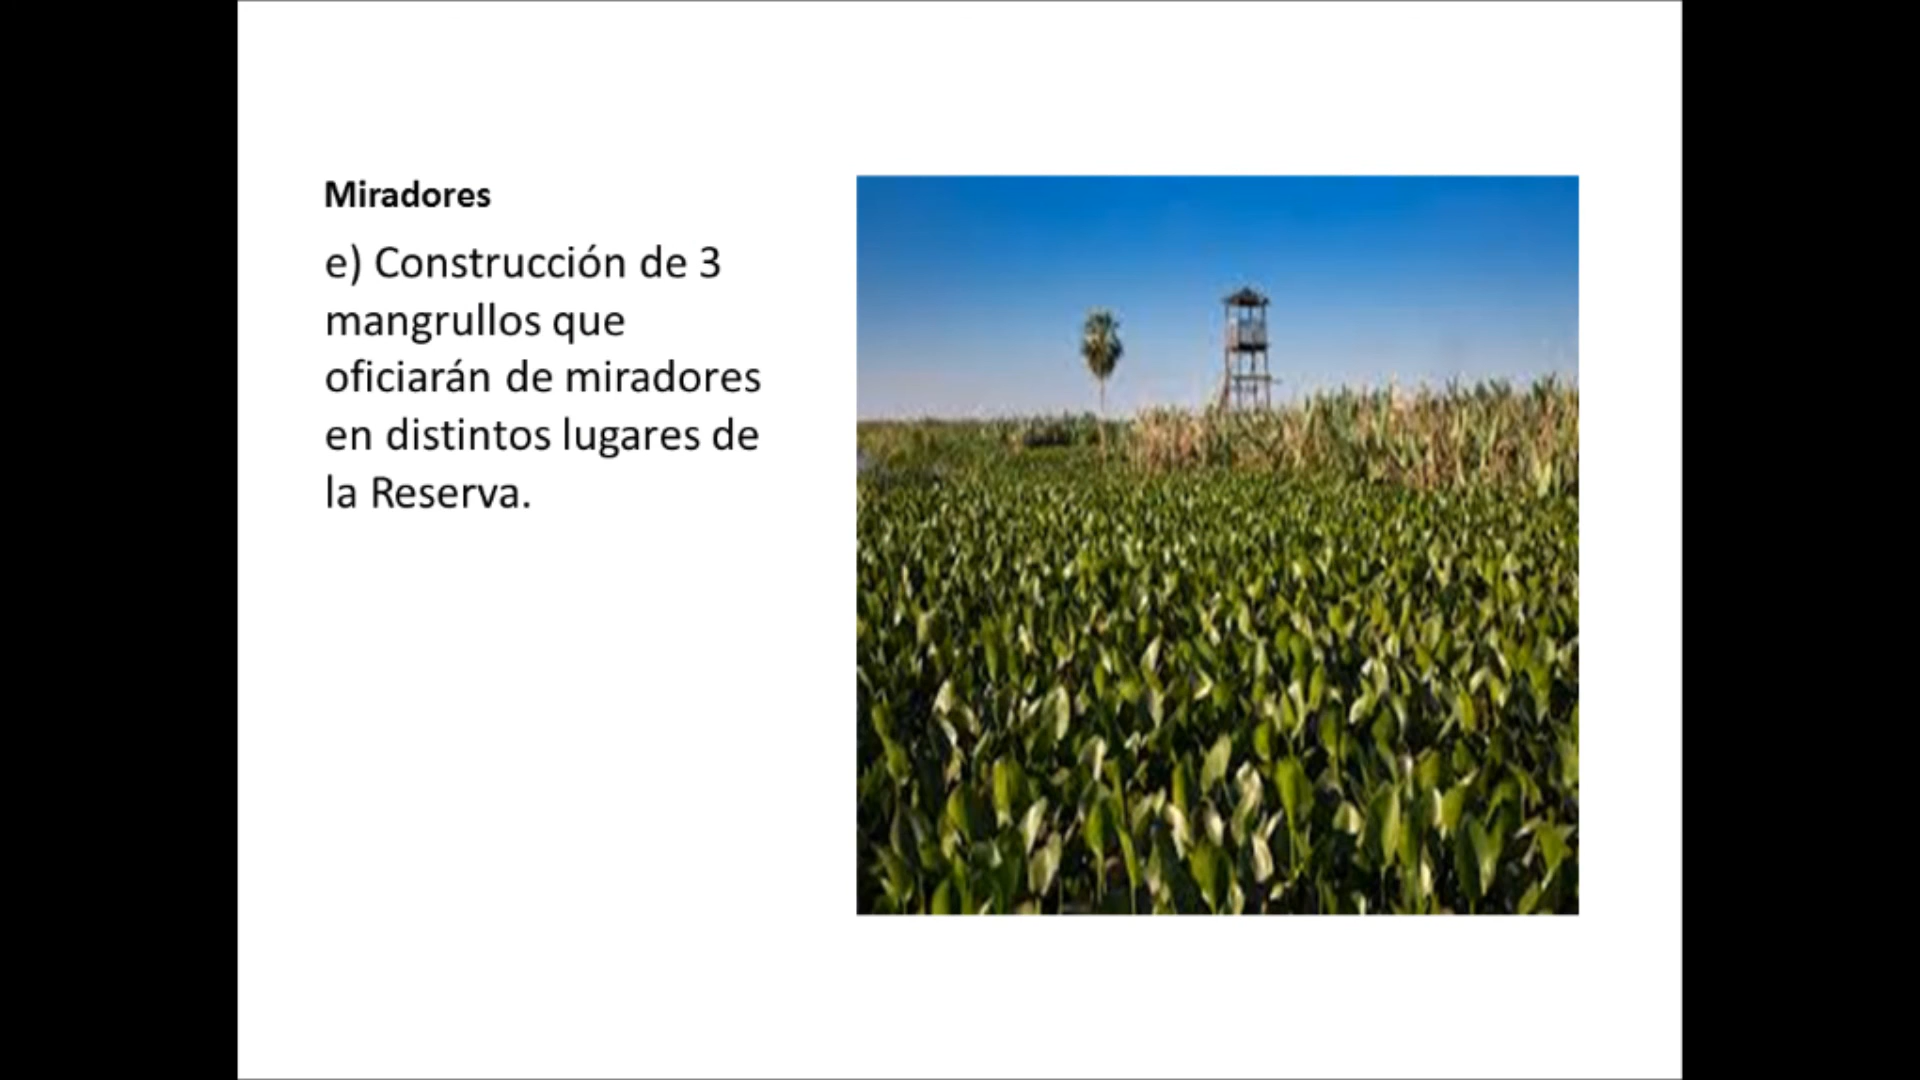 Miradores
e) Construcción de 3
mangrullos que
oficiarán de miradores
en distintos lugares de
la Reserva.